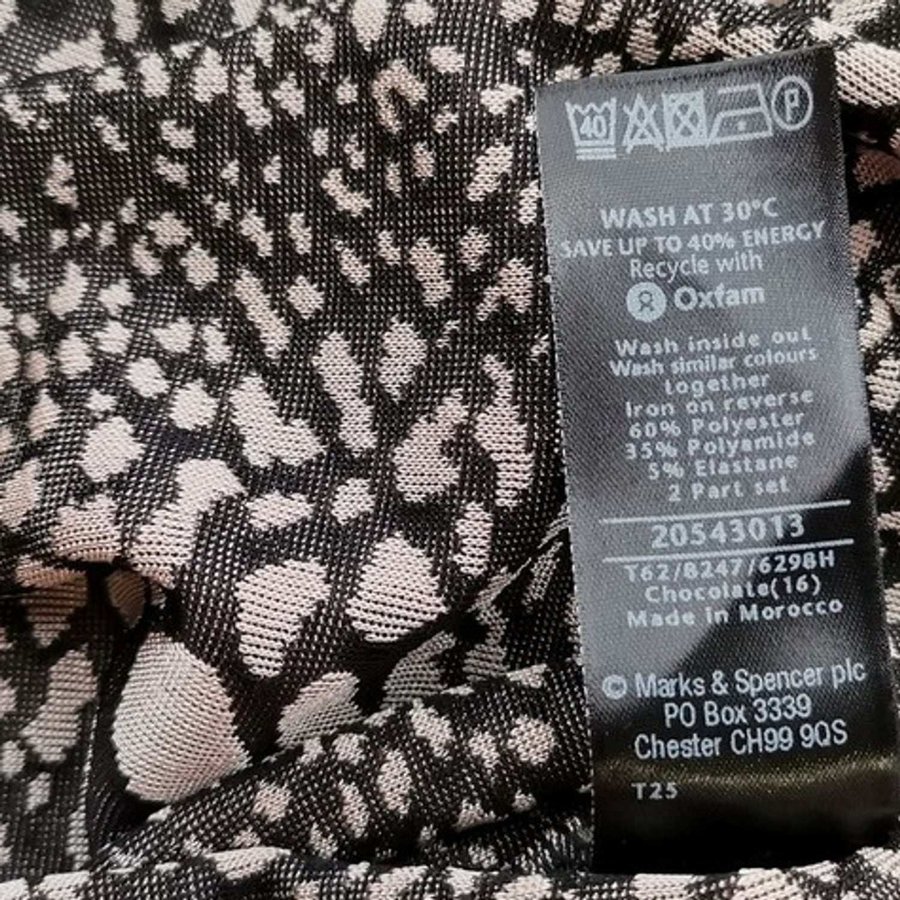 40 P
WASH AT 30°C
SAVE UP TO 40% ENERGY
Recycle with
Oxfam
Wash inside out
Wash similar colours
together
Iron on reverse
60% Polyester
35% Polyamide
5% Elastane
2 Part set
20543013
T62/8247/6298H
Chocolate(16)
Made in Morocco
© Marks & Spencer plc
PO Box 3339
Chester CH99 9QS
T25